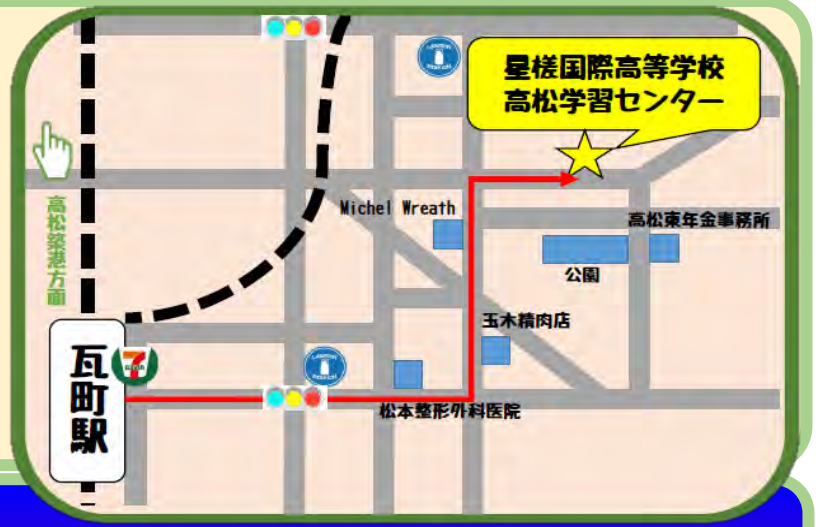 星槎国際高等学校
高松学習センター
高松築港方面
Michel Wreath
高松東年金事務所
公園
玉木精肉店
瓦町駅
7
松本整形外科医院